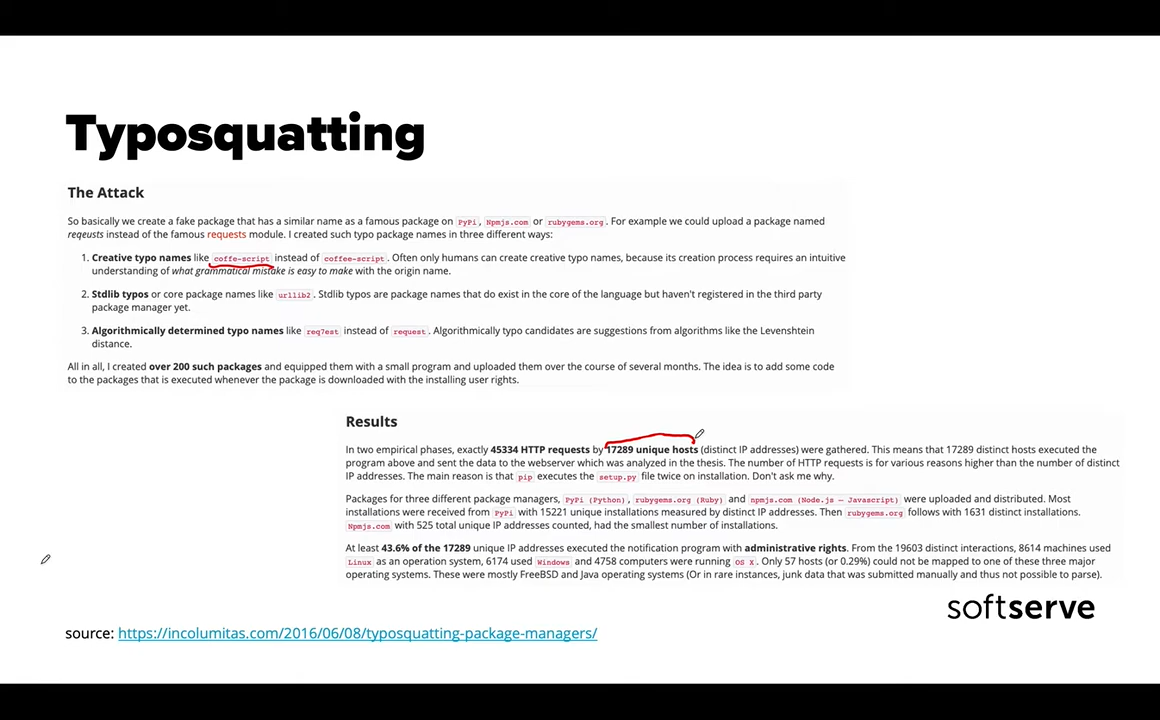 Typosquatting
The Attack
So basically we create a fake package that has a similar name as a famous package on PyPi, Npmjs.com or rubygems.org. For example we could upload a package named
reqeusts instead of the famous requests module. I created such typo package names in three different ways:
1. Creative typo names like coffe-script instead of coffee-script. Often only humans can create creative typo names, because its creation process requires an intuitive
understanding of what grammatical mistake is easy to make with the origin name.
2. Stdlib typos or core package names like urllib2. Stdlib typos are package names that do exist in the core of the language but haven't registered in the third party
package manager yet.
3. Algorithmically determined typo names like req7est instead of request. Algorithmically typo candidates are suggestions from algorithms like the Levenshtein
distance.
All in all, I created over 200 such packages and equipped them with a small program and uploaded them over the course of several months. The idea is to add some code
to the packages that is executed whenever the package is downloaded with the installing user rights.
Results
In two empirical phases, exactly 45334 HTTP requests by 17289 unique hosts (distinct IP addresses) were gathered. This means that 17289 distinct hosts executed the
program above and sent the data to the webserver which was analyzed in the thesis. The number of HTTP requests is for various reasons higher than the number of distinct
IP addresses. The main reason is that pip executes the setup.py file twice on installation. Don't ask me why.
Packages for three different package managers, PyPi (Python), rubygems.org (Ruby) and npmjs.com (Node.js – Javascript) were uploaded and distributed. Most
installations were received from PyPi with 15221 unique installations measured by distinct IP addresses. Then rubygems.org follows with 1631 distinct installations.
Npmjs.com with 525 total unique IP addresses counted, had the smallest number of installations.
At least 43.6% of the 17289 unique IP addresses executed the notification program with administrative rights. From the 19603 distinct interactions, 8614 machines used
Linux as an operation system, 6174 used Windows and 4758 computers were running OS X. Only 57 hosts (or 0.29%) could not be mapped to one of these three major
operating systems. These were mostly FreeBSD and Java operating systems (Or in rare instances, junk data that was submitted manually and thus not possible to parse).
softserve
source: https://incolumitas.com/2016/06/08/typosquatting-package-managers/